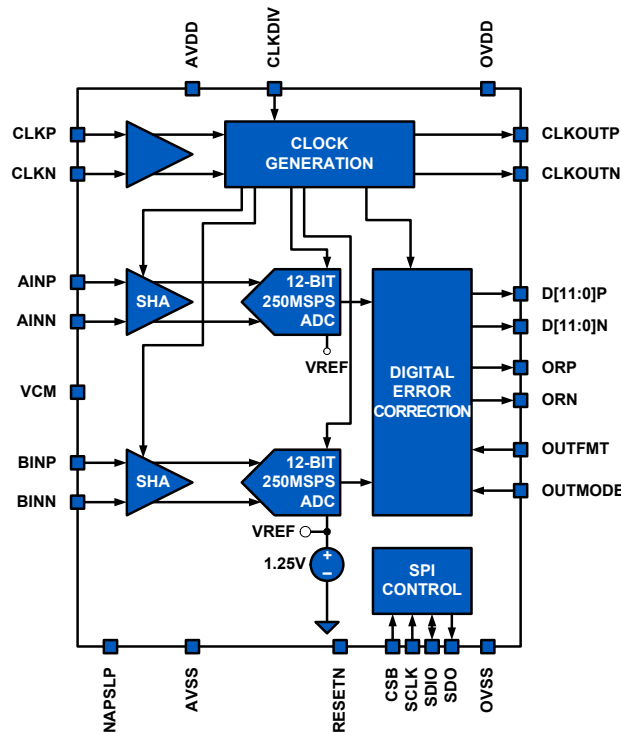 AVDD
CLKDIV
OVDD
CLKP
CLKN
CLOCK
GENERATION
CLKOUTP
CLKOUTN
AINP
AINN
SHA
12-BIT
250MSPS
ADC
VREF
VCM
DIGITAL
ERROR
CORRECTION
D[11:0]P
D[11:0]N
ORP
ORN
OUTFMT
OUTMODE
BINP
BINN
SHA
12-BIT
250MSPS
ADC
VREF
1.25V
+
–
SPI
CONTROL
NAPSLP
AVSS
RESETN
CSB
SCLK
SDIO
SDO
OVSS